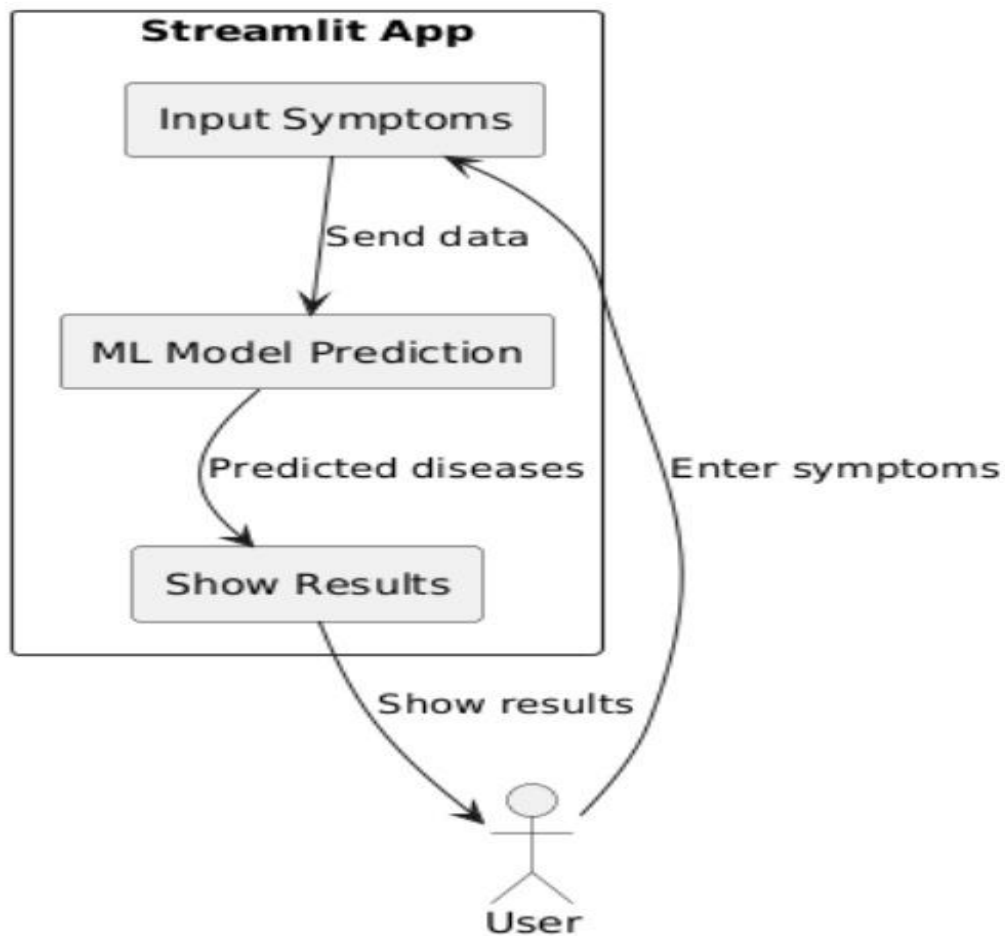 Streamlit App
Input Symptoms
Send data
ML Model Prediction
Predicted diseases
Enter symptoms
Show Results
Show results
User